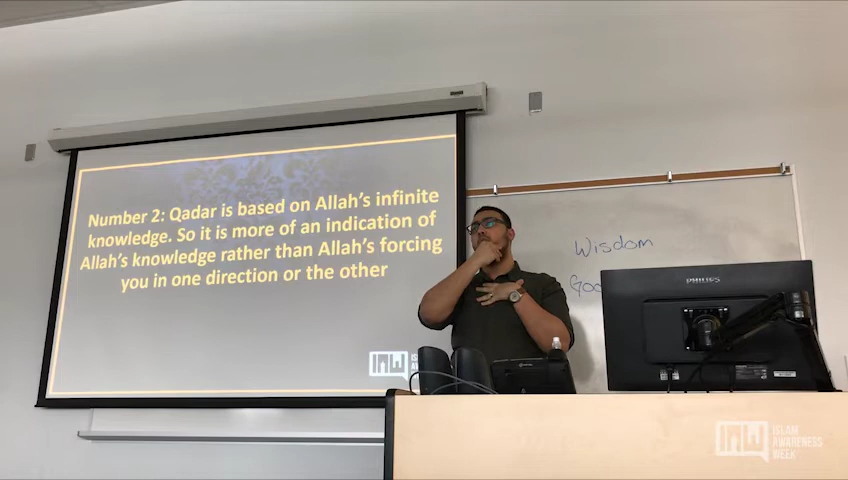 Number 2: Qadar is based on Allah's infinite
knowledge. So it is more of an indication of
Allah's knowledge rather than Allah's forcing
you in one direction or the other
Wisdom
PHILIPS
ISLAM
AWARENESS
WEEK